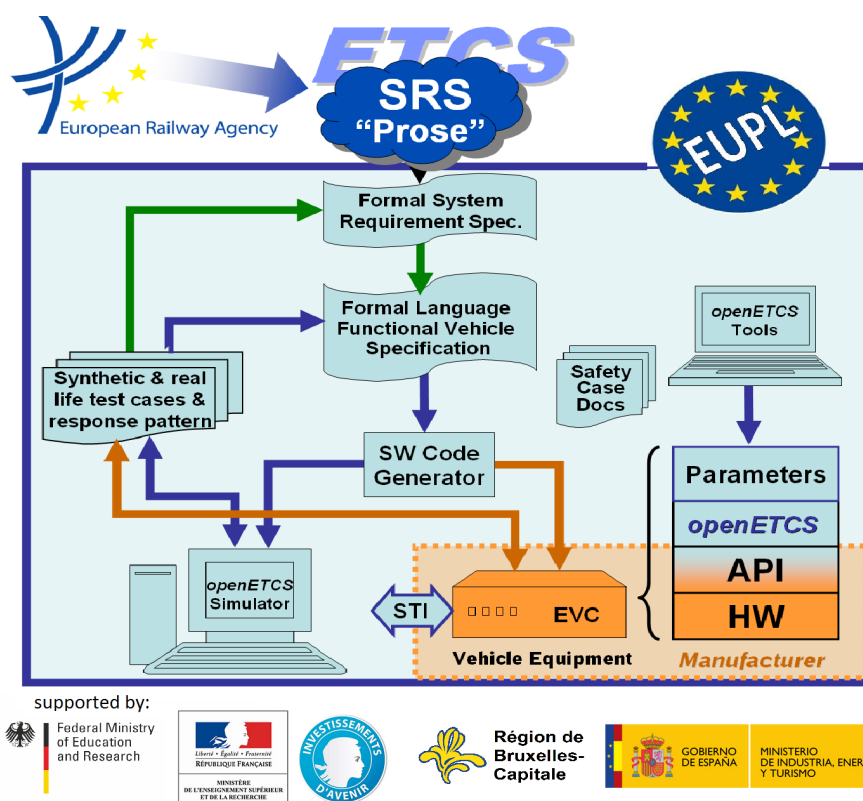 ETCS
SRS
“Prose”
European Railway Agency
EUPL
Formal System
Requirement Spec.
Formal Language
Functional Vehicle
Specification
openETCS
Tools
Synthetic & real
life test cases &
response pattern
Safety
Case
Docs
SW Code
Generator
Parameters
openETCS
API
HW
openETCS
Simulator
STI
EVC
Vehicle Equipment
Manufacturer
supported by:
Federal Ministry
of Education
and Research
Liberté • Égalité • Fraternité
RÉPUBLIQUE FRANÇAISE
MINISTÈRE
DE L'ENSEIGNEMENT SUPÉRIEUR
ET DE LA RECHERCHE
INVESTISSEMENTS
D'AVENIR
Région de
Bruxelles-
Capitale
GOBIERNO
DE ESPAÑA
MINISTERIO
DE INDUSTRIA, ENER
Y TURISMO